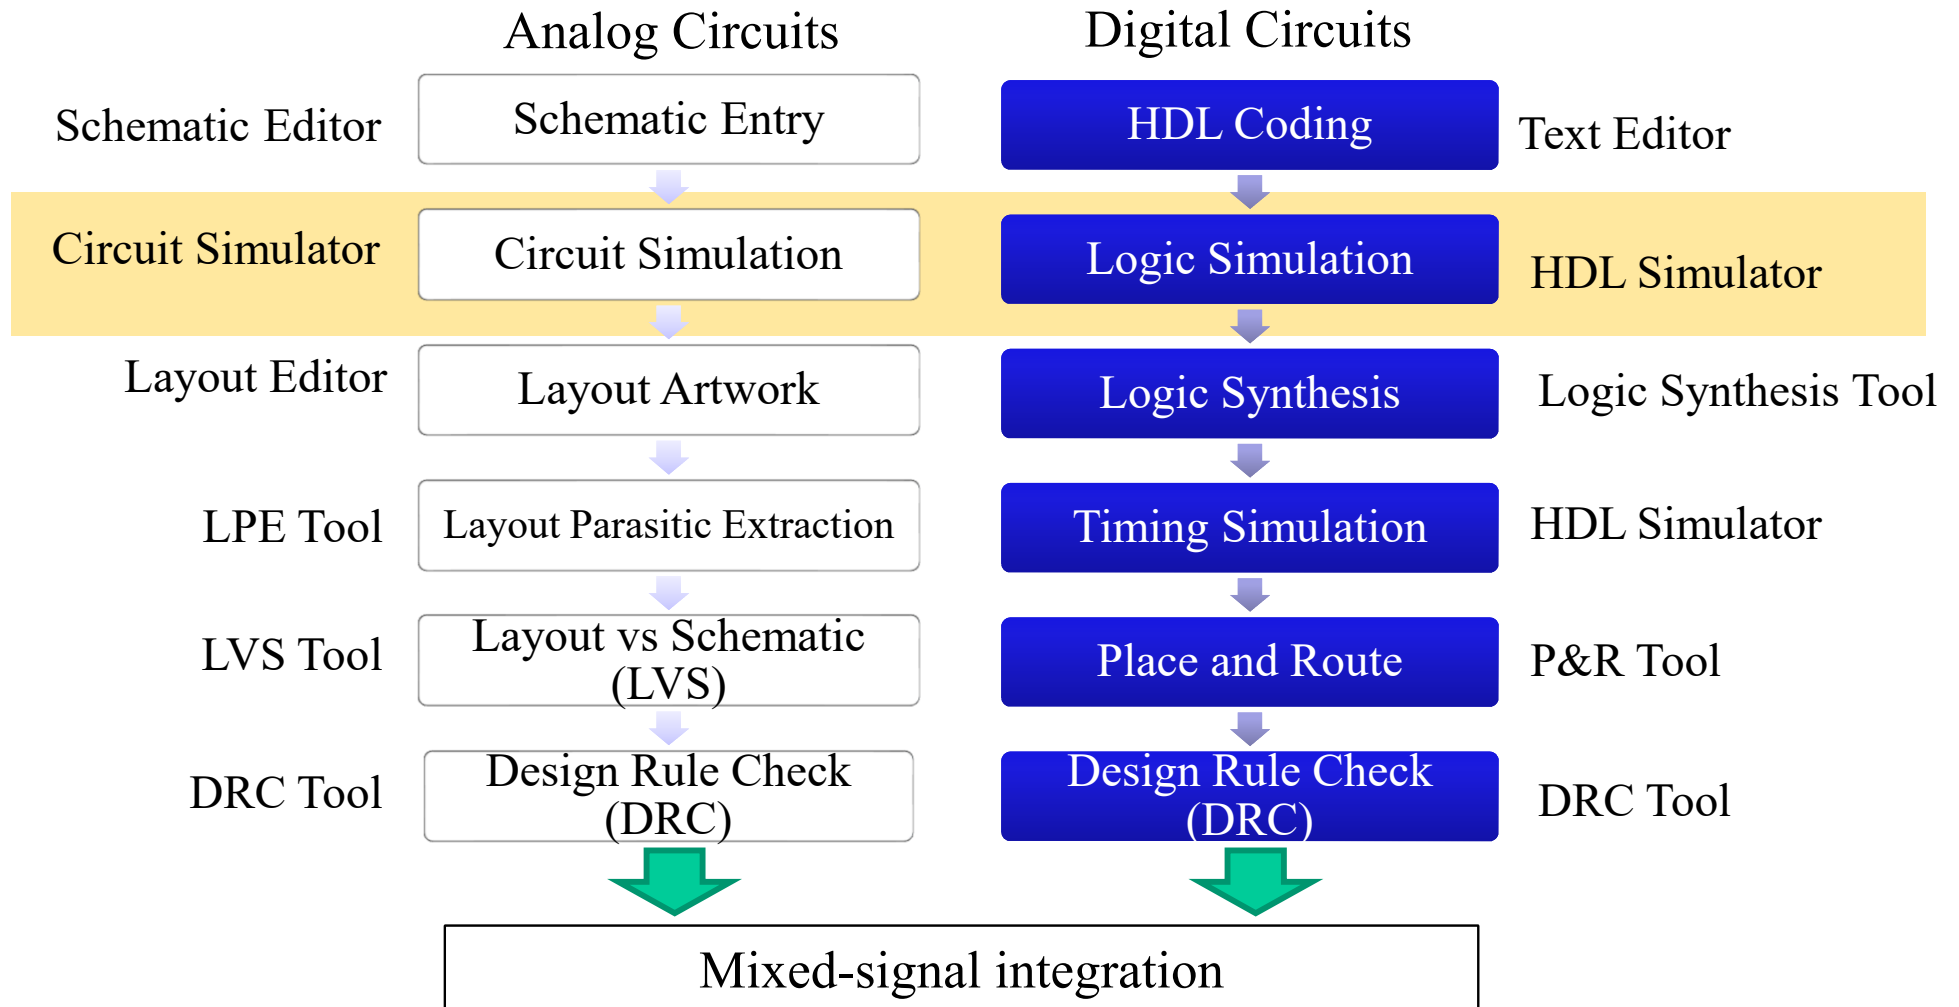 Analog Circuits
Digital Circuits
Schematic Editor
Schematic Entry
HDL Coding
Text Editor
Circuit Simulator
Circuit Simulation
Logic Simulation
HDL Simulator
Layout Editor
Layout Artwork
Logic Synthesis
Logic Synthesis Tool
LPE Tool
Layout Parasitic Extraction
Timing Simulation
HDL Simulator
LVS Tool
Layout vs Schematic
(LVS)
Place and Route
P&R Tool
DRC Tool
Design Rule Check
(DRC)
Design Rule Check
(DRC)
DRC Tool
Mixed-signal integration